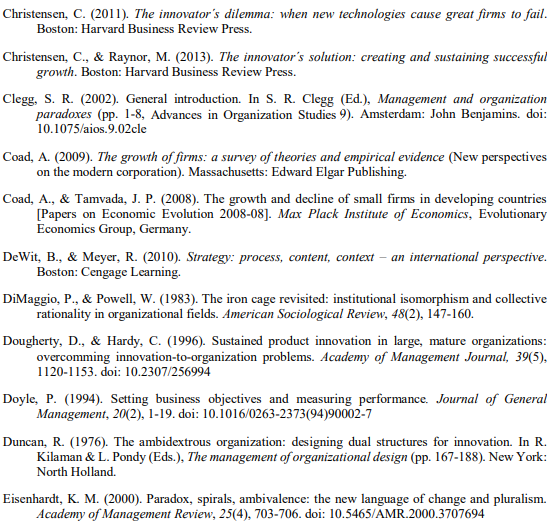 Christensen, C. (2011). The innovator´s dilemma: when new technologies cause great firms to fail.
Boston: Harvard Business Review Press.
Christensen, C., & Raynor, M. (2013). The innovator´s solution: creating and sustaining successful
growth. Boston: Harvard Business Review Press.
Clegg, S. R. (2002). General introduction. In S. R. Clegg (Ed.), Management and organization
paradoxes (pp. 1-8, Advances in Organization Studies 9). Amsterdam: John Benjamins. doi:
10.1075/aios.9.02cle
Coad, A. (2009). The growth of firms: a survey of theories and empirical evidence (New perspectives
on the modern corporation). Massachusetts: Edward Elgar Publishing.
Coad, A., & Tamvada, J. P. (2008). The growth and decline of small firms in developing countries
[Papers on Economic Evolution 2008-08]. Max Plack Institute of Economics, Evolutionary
Economics Group, Germany.
DeWit, B., & Meyer, R. (2010). Strategy: process, content, context – an international perspective.
Boston: Cengage Learning.
DiMaggio, P., & Powell, W. (1983). The iron cage revisited: institutional isomorphism and collective
rationality in organizational fields. American Sociological Review, 48(2), 147-160.
Dougherty, D., & Hardy, C. (1996). Sustained product innovation in large, mature organizations:
overcomming innovation-to-organization problems. Academy of Management Journal, 39(5),
1120-1153. doi: 10.2307/256994
Doyle, P. (1994). Setting business objectives and measuring performance. Journal of General
Management, 20(2), 1-19. doi: 10.1016/0263-2373(94)90002-7
Duncan, R. (1976). The ambidextrous organization: designing dual structures for innovation. In R.
Kilaman & L. Pondy (Eds.), The management of organizational design (pp. 167-188). New York:
North Holland.
Eisenhardt, K. M. (2000). Paradox, spirals, ambivalence: the new language of change and pluralism.
Academy of Management Review, 25(4), 703-706. doi: 10.5465/AMR.2000.3707694